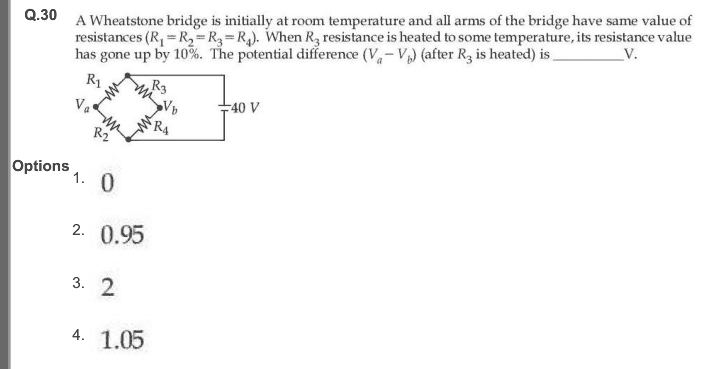 Q.30 A Wheatstone bridge is initially at room temperature and all arms of the bridge have same value of
resistances (R₁ = R₂ = R₃ = R₄). When R₃ resistance is heated to some temperature, its resistance value
has gone up by 10%. The potential difference (Vₐ – V_b) (after R₃ is heated) is ________ V.
R₁ R₃
Vₐ V_b 40 V
R₂ R₄
Options
1. 0
2. 0.95
3. 2
4. 1.05